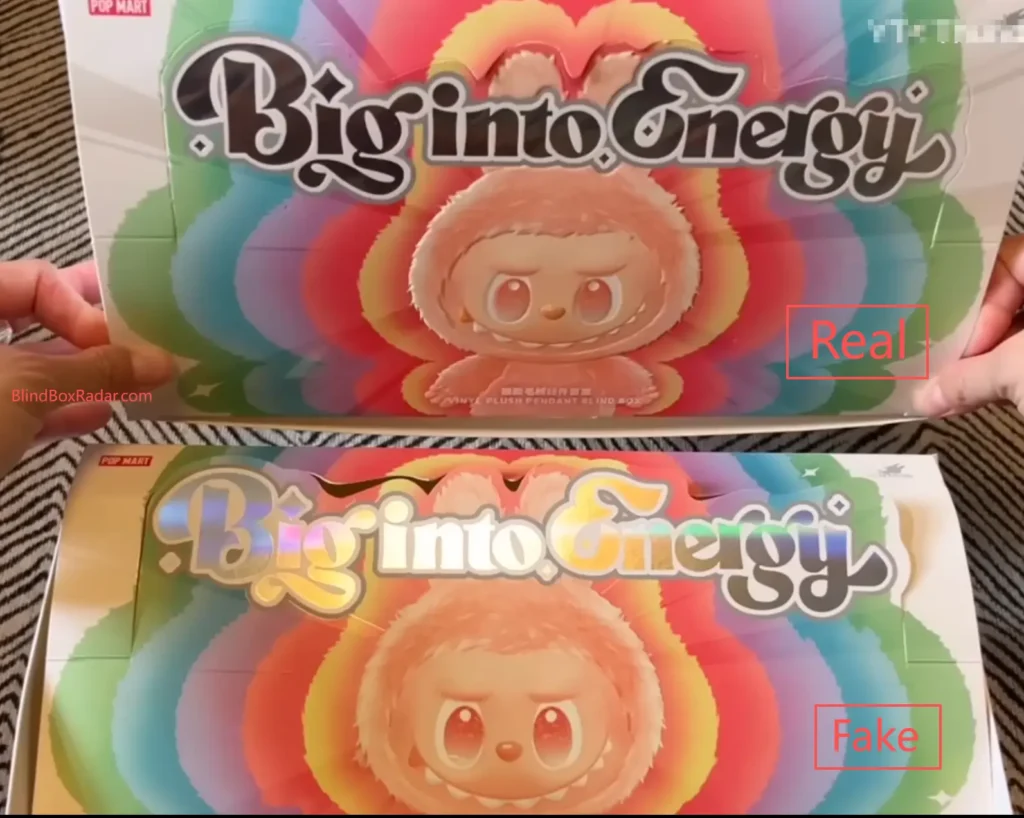 POP MART
Big into Energy
Real
BlindBoxRadar.com
VINYL PLUSH PENDANT BLIND BOX
POP MART
Big into Energy
Fake